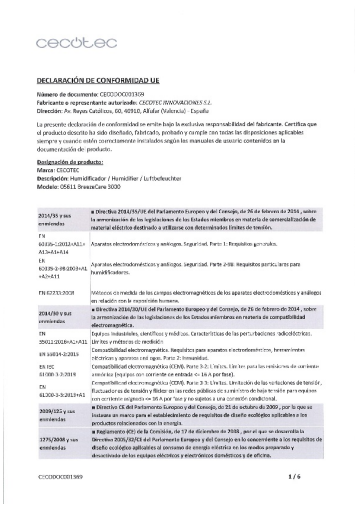 cecotec
DECLARACIÓN DE CONFORMIDAD UE
Número de documento: CECODOC001369
Fabricante o representante autorizado: CECOTEC INNOVACIONES S.L.
Dirección: Av. Reyes Católicos, 60, 46910, Alfafar (Valencia) - España
La presente declaración de conformidad se emite bajo la exclusiva responsabilidad del fabricante. Certifica que
el producto descrito ha sido diseñado, fabricado, probado y cumple con todas las disposiciones aplicables
siempre y cuando estén correctamente instalados según los manuales de usuario contenidos en la
documentación del producto.
Designación de producto:
Marca: CECOTEC
Descripción: Humidificador / Humidifier / Luftbefeuchter
Modelo: 05611 BreezeCare 3000
2014/35 y sus enmiendas
■ Directiva 2014/35/UE del Parlamento Europeo y del Consejo, de 26 de febrero de 2014 , sobre
la armonización de las legislaciones de los Estados miembros en materia de comercialización de
material eléctrico destinado a utilizarse con determinados límites de tensión.
EN
60335-1:2012+A11+
A13+A1+A14
Aparatos electrodomésticos y análogos. Seguridad. Parte 1: Requisitos generales.
EN
60335-2-98:2003+A1
+A2+A11
Aparatos electrodomésticos y análogos. Seguridad. Parte 2-98: Requisitos particulares para
humidificadores.
EN 62233:2008
Métodos de medida de los campos electromagnéticos de los aparatos electrodomésticos y análogos
en relación con la exposición humana.
2014/30 y sus
enmiendas
■ Directiva 2014/30/UE del Parlamento Europeo y del Consejo, de 26 de febrero de 2014 , sobre
la armonización de las legislaciones de los Estados miembros en materia de compatibilidad
electromagnética.
EN
55011:2016+A1+A11
Equipos industriales, científicos y médicos. Características de las perturbaciones radioeléctricas.
Límites y métodos de medición
EN 55014-2:2015
Compatibilidad electromagnética. Requisitos para aparatos electrodomésticos, herramientas
eléctricas y aparatos análogos. Parte 2: Inmunidad.
EN IEC
61000-3-2:2019
Compatibilidad electromagnética (CEM). Parte 3-2: Límites. Límites para las emisiones de corriente
armónica (equipos con corriente de entrada <= 16 A por fase).
EN
61000-3-3:2013+A1
Compatibilidad electromagnética (CEM). Parte 3-3: Límites. Limitación de las variaciones de tensión,
fluctuaciones de tensión y flicker en las redes públicas de suministro de baja tensión para equipos
con corriente asignada <= 16 A por fase y no sujetos a una conexión condicional.
2009/125 y sus
enmiendas
■ Directiva CE del Parlamento Europeo y del Consejo, de 21 de octubre de 2009 , por la que se
instaura un marco para el establecimiento de requisitos de diseño ecológico aplicables a los
productos relacionados con la energía.
1275/2008 y sus
enmiendas
■ Reglamento (CE) de la Comisión, de 17 de diciembre de 2008 , por el que se desarrolla la
Directiva 2005/32/CE del Parlamento Europeo y del Consejo en lo concerniente a los requisitos de
diseño ecológico aplicables al consumo de energía eléctrica en los modos preparado y
desactivado de los equipos eléctricos y electrónicos domésticos y de oficina.
CECODOC001369
1 / 6